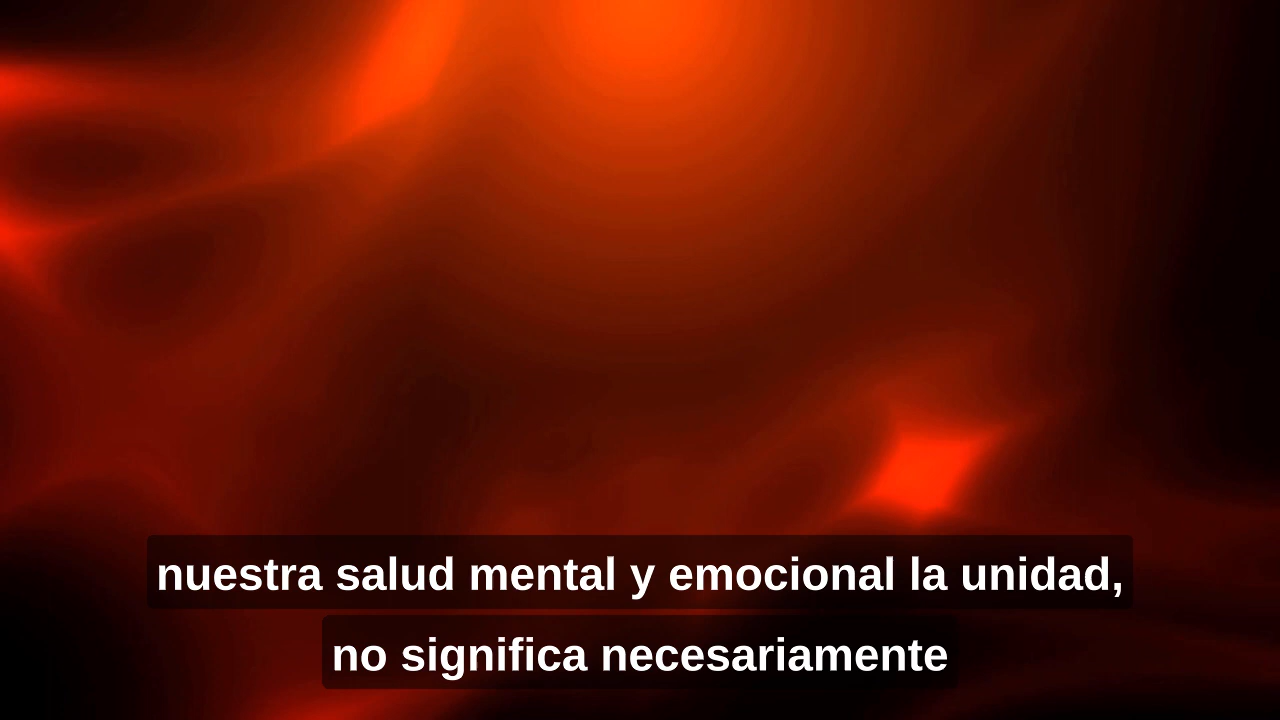 nuestra salud mental y emocional la unidad,
no significa necesariamente